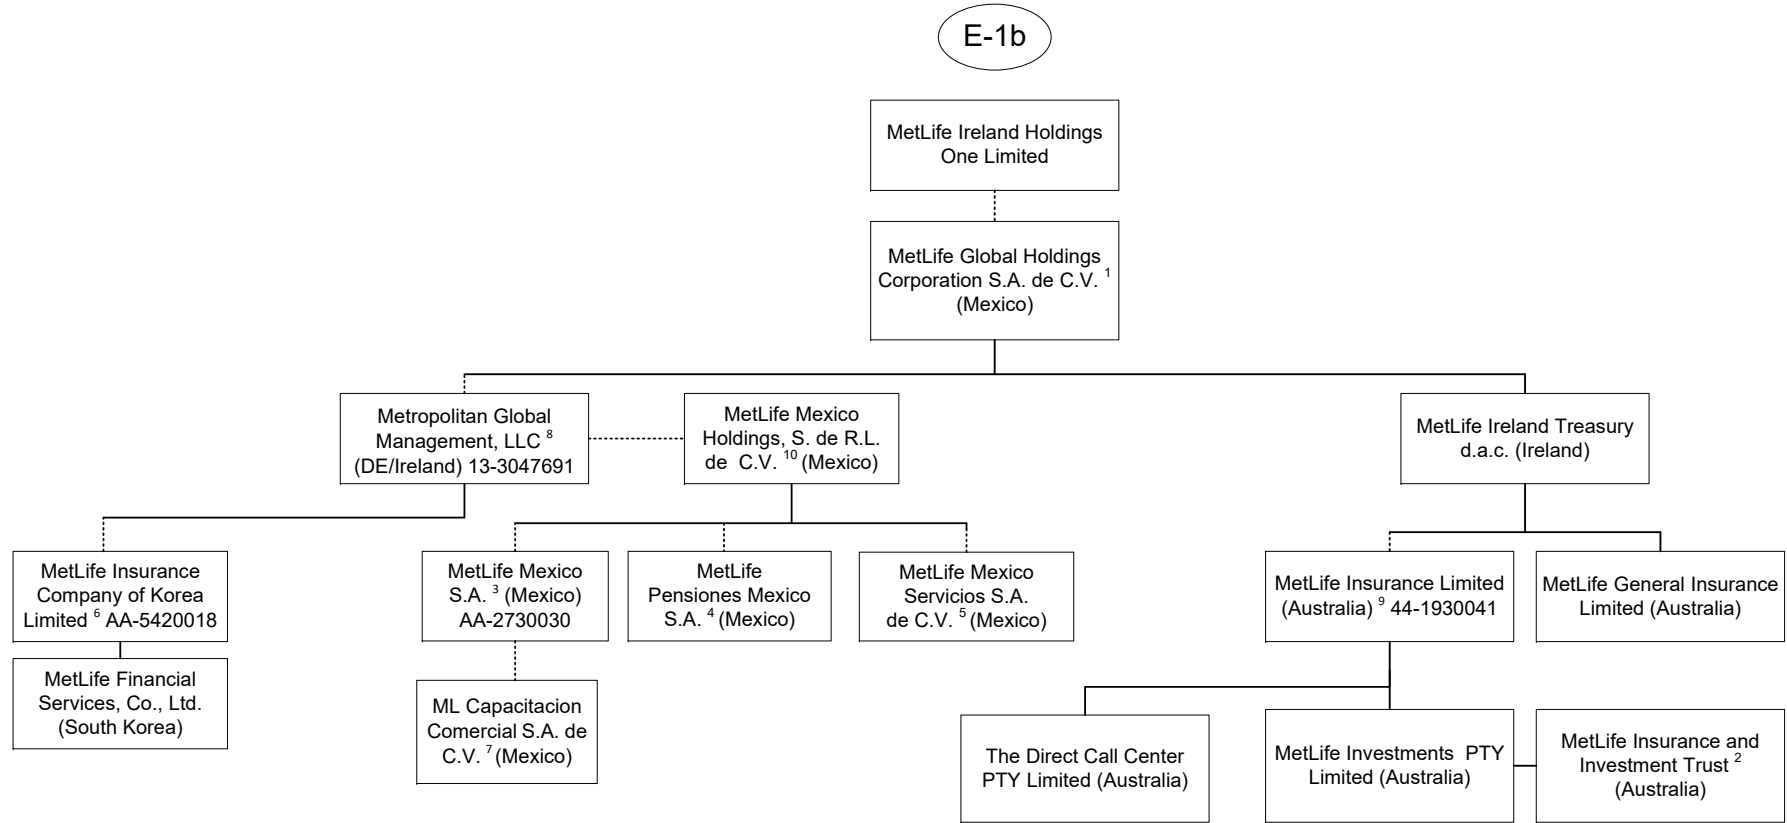 E-1b
MetLife Ireland Holdings
One Limited
MetLife Global Holdings
Corporation S.A. de C.V. 1
(Mexico)
Metropolitan Global
Management, LLC 8
(DE/Ireland) 13-3047691
MetLife Mexico
Holdings, S. de R.L.
de C.V. 10 (Mexico)
MetLife Ireland Treasury
d.a.c. (Ireland)
MetLife Insurance
Company of Korea
Limited 6 AA-5420018
MetLife Mexico
S.A. 3 (Mexico)
AA-2730030
MetLife
Pensiones Mexico
S.A. 4 (Mexico)
MetLife Mexico
Servicios S.A.
de C.V. 5 (Mexico)
MetLife Insurance Limited
(Australia) 9 44-1930041
MetLife General Insurance
Limited (Australia)
MetLife Financial
Services, Co., Ltd.
(South Korea)
ML Capacitacion
Comercial S.A. de
C.V. 7 (Mexico)
The Direct Call Center
PTY Limited (Australia)
MetLife Investments PTY
Limited (Australia)
MetLife Insurance and
Investment Trust 2
(Australia)